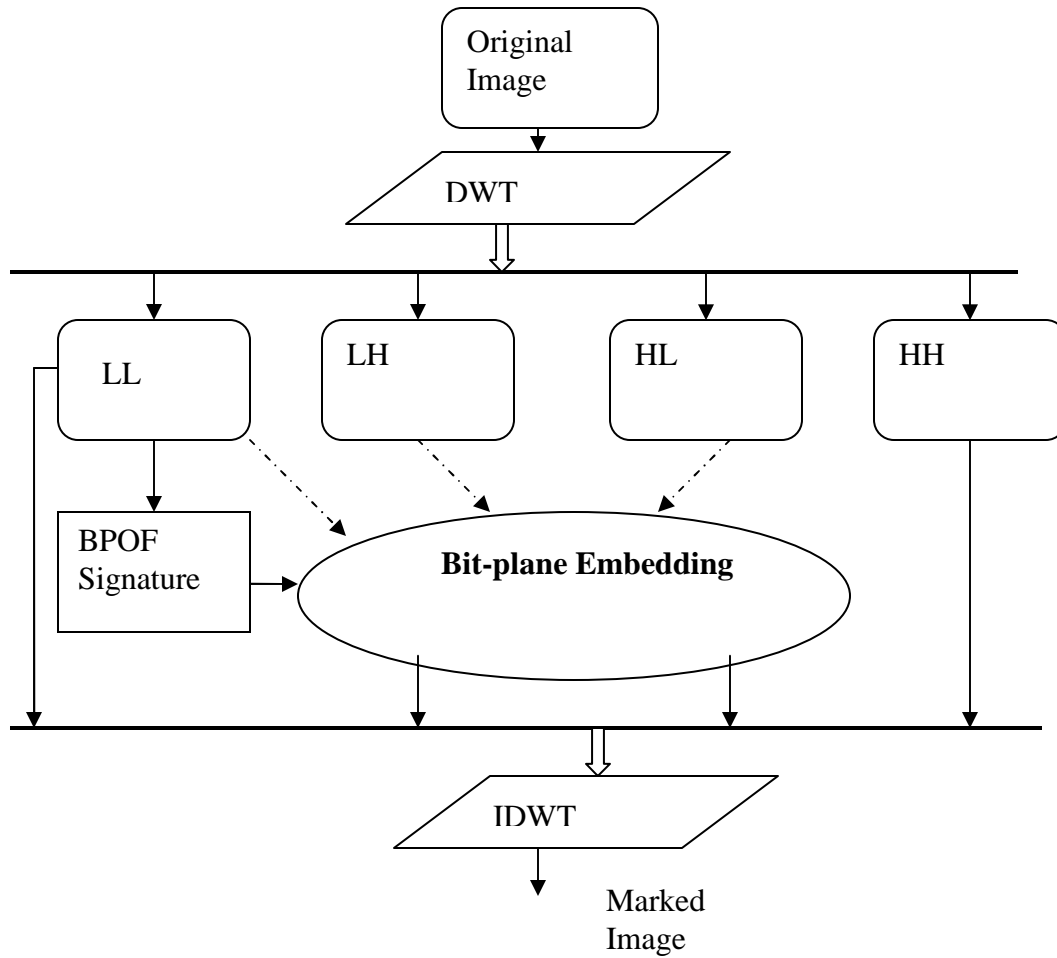 Original
Image
DWT
LL
LH
HL
HH
BPOF
Signature
Bit-plane Embedding
IDWT
Marked
Image